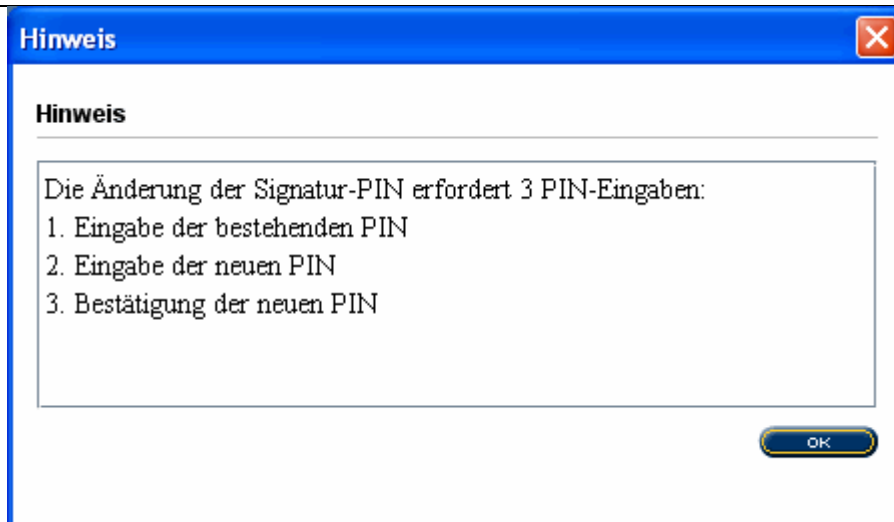 Hinweis
Hinweis
Die Änderung der Signatur-PIN erfordert 3 PIN-Eingaben:
1. Eingabe der bestehenden PIN
2. Eingabe der neuen PIN
3. Bestätigung der neuen PIN
OK